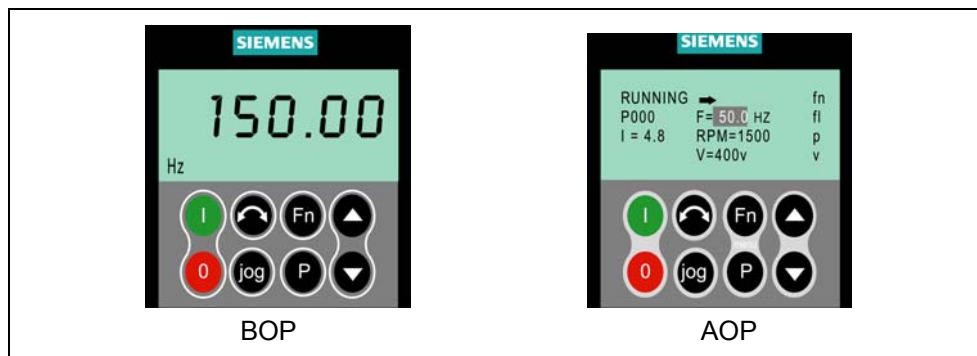 SIEMENS
150.00
Hz
I
Fn
0
jog
P
BOP
SIEMENS
RUNNING fn
P000 F= 50.0 HZ fl
I = 4.8 RPM=1500 p
V=400v v
I
Fn
0
jog
P
AOP